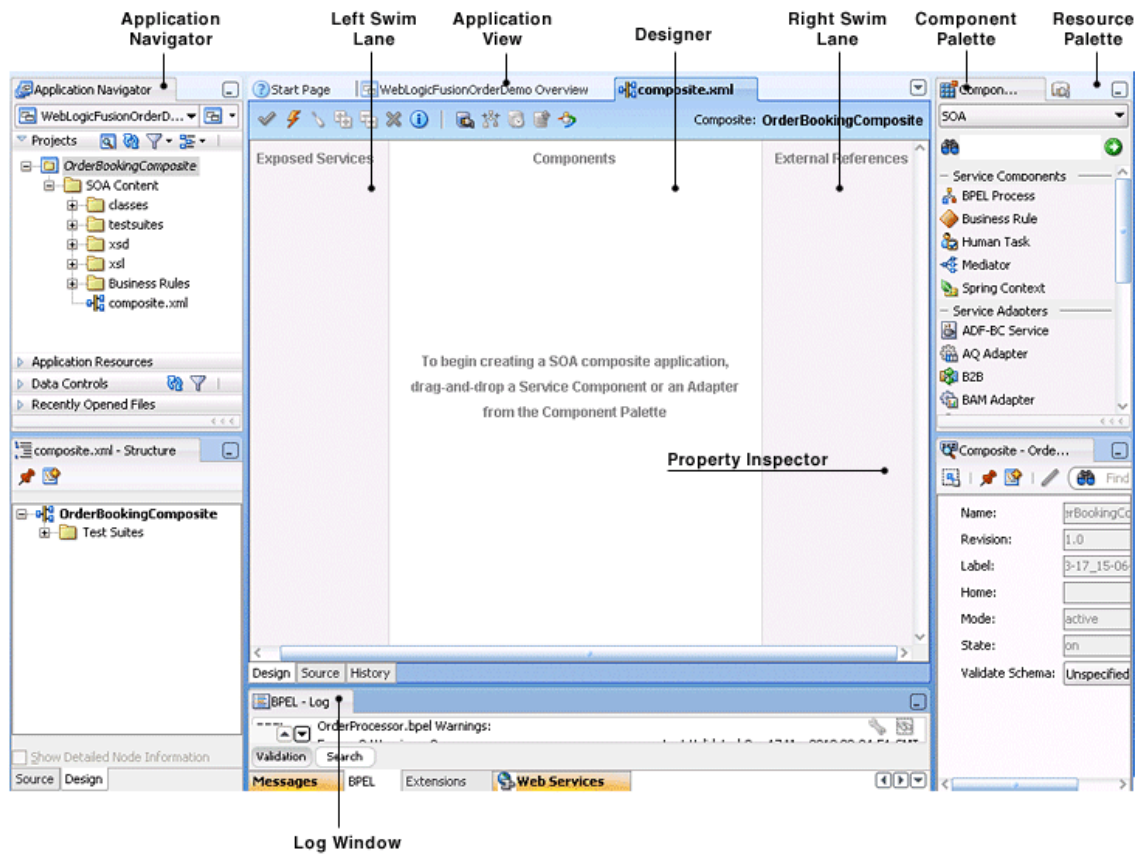 Application Navigator
Left Swim Lane
Application View
Designer
Right Swim Lane
Component Palette
Resource Palette
Application Navigator
WebLogicFusionOrderD...
Projects
OrderBookingComposite
SOA Content
classes
testsuites
xsd
xsl
Business Rules
composite.xml
Application Resources
Data Controls
Recently Opened Files
composite.xml - Structure
OrderBookingComposite
Test Suites
Show Detailed Node Information
Source Design
Start Page
WebLogicFusionOrderDemo Overview
composite.xml
Composite: OrderBookingComposite
Exposed Services
Components
External References
To begin creating a SOA composite application,
drag-and-drop a Service Component or an Adapter
from the Component Palette
Property Inspector
Design Source History
BPEL - Log
OrderProcessor.bpel Warnings:
Validation Search
Messages BPEL Extensions Web Services
Log Window
Compon...
SOA
Service Components
BPEL Process
Business Rule
Human Task
Mediator
Spring Context
Service Adapters
ADF-BC Service
AQ Adapter
B2B
BAM Adapter
Composite - Orde...
Find
Name: rBookingCo
Revision: 1.0
Label: 3-17_15-06-
Home:
Mode: active
State: on
Validate Schema: Unspecified